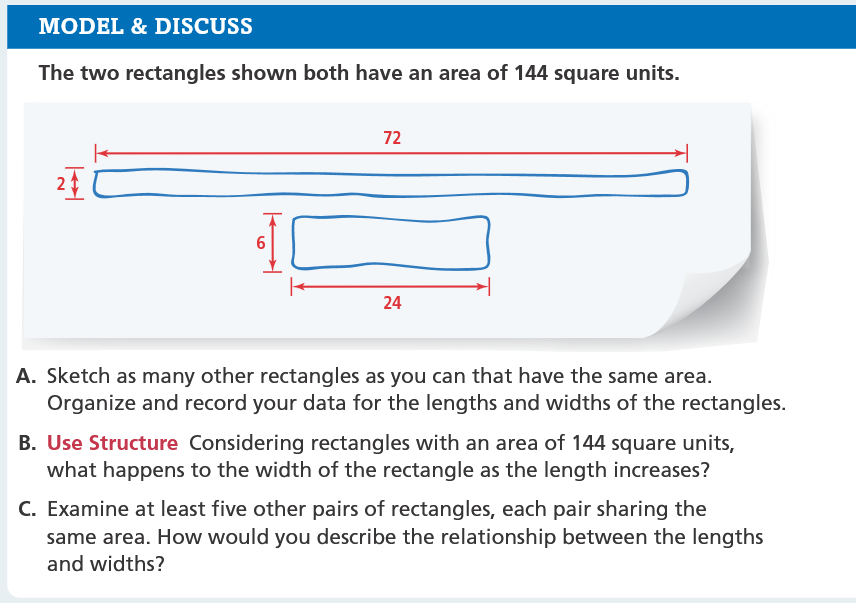 MODEL & DISCUSS
The two rectangles shown both have an area of 144 square units.
72
2
6
24
A. Sketch as many other rectangles as you can that have the same area.
Organize and record your data for the lengths and widths of the rectangles.
B. Use Structure Considering rectangles with an area of 144 square units,
what happens to the width of the rectangle as the length increases?
C. Examine at least five other pairs of rectangles, each pair sharing the
same area. How would you describe the relationship between the lengths
and widths?